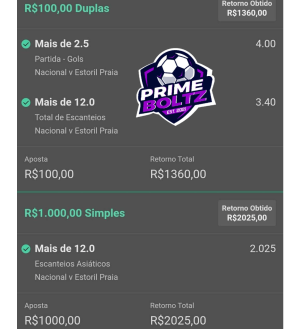 R$100,00 Duplas
Retorno Obtido
R$1360,00
Mais de 2.5
4.00
Partida - Gols
Nacional v Estoril Praia
PRIME
BOLTZ
EST. 2021
Mais de 12.0
3.40
Total de Escanteios
Nacional v Estoril Praia
Aposta
Retorno Total
R$100,00
R$1360,00
R$1.000,00 Simples
Retorno Obtido
R$2025,00
Mais de 12.0
2.025
Escanteios Asiáticos
Nacional v Estoril Praia
Aposta
Retorno Total
R$1000,00
R$2025,00